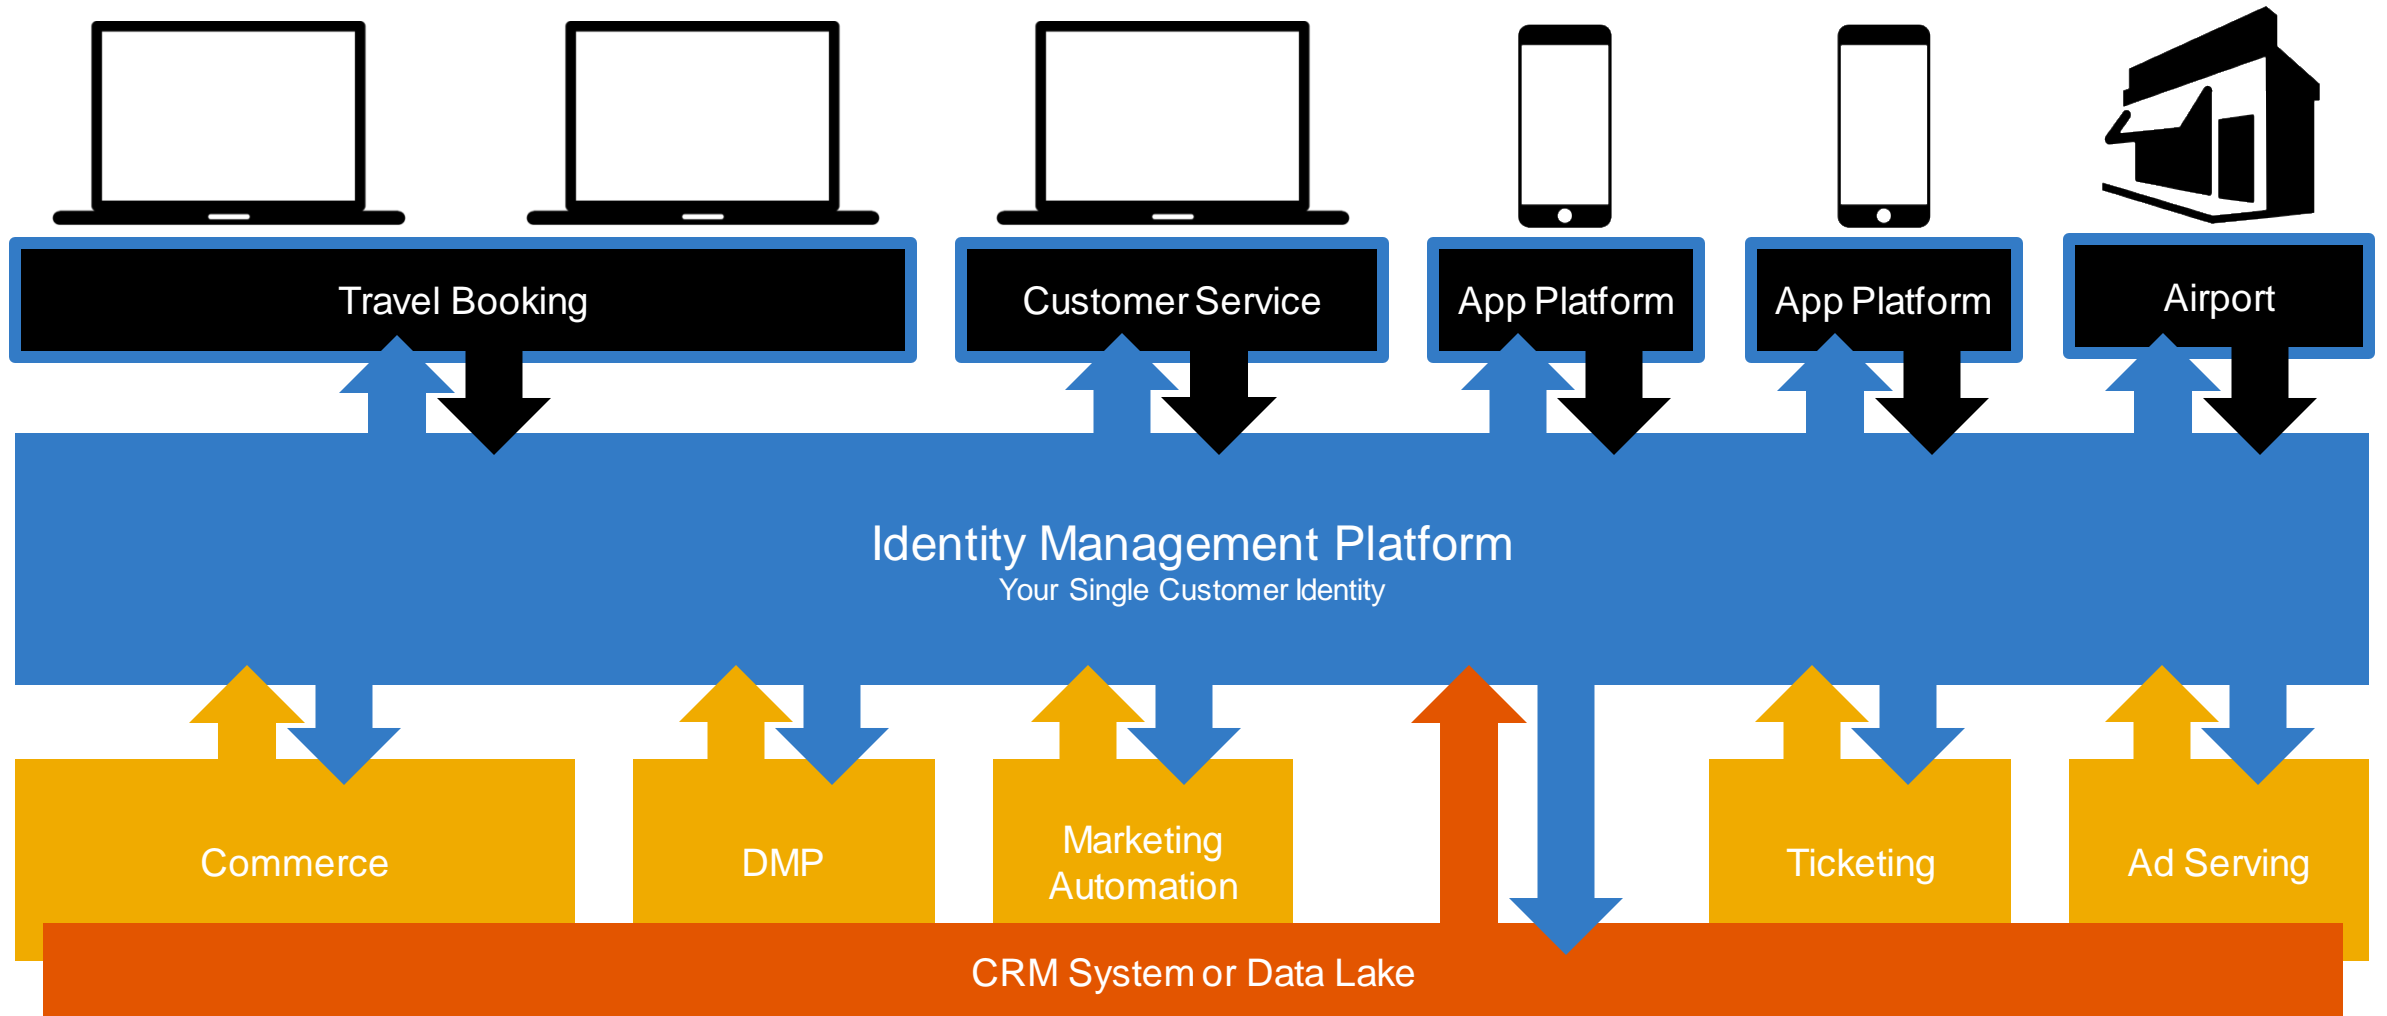 Travel Booking
Customer Service
App Platform
App Platform
Airport
Identity Management Platform
Your Single Customer Identity
Commerce
DMP
Marketing
Automation
Ticketing
Ad Serving
CRM System or Data Lake